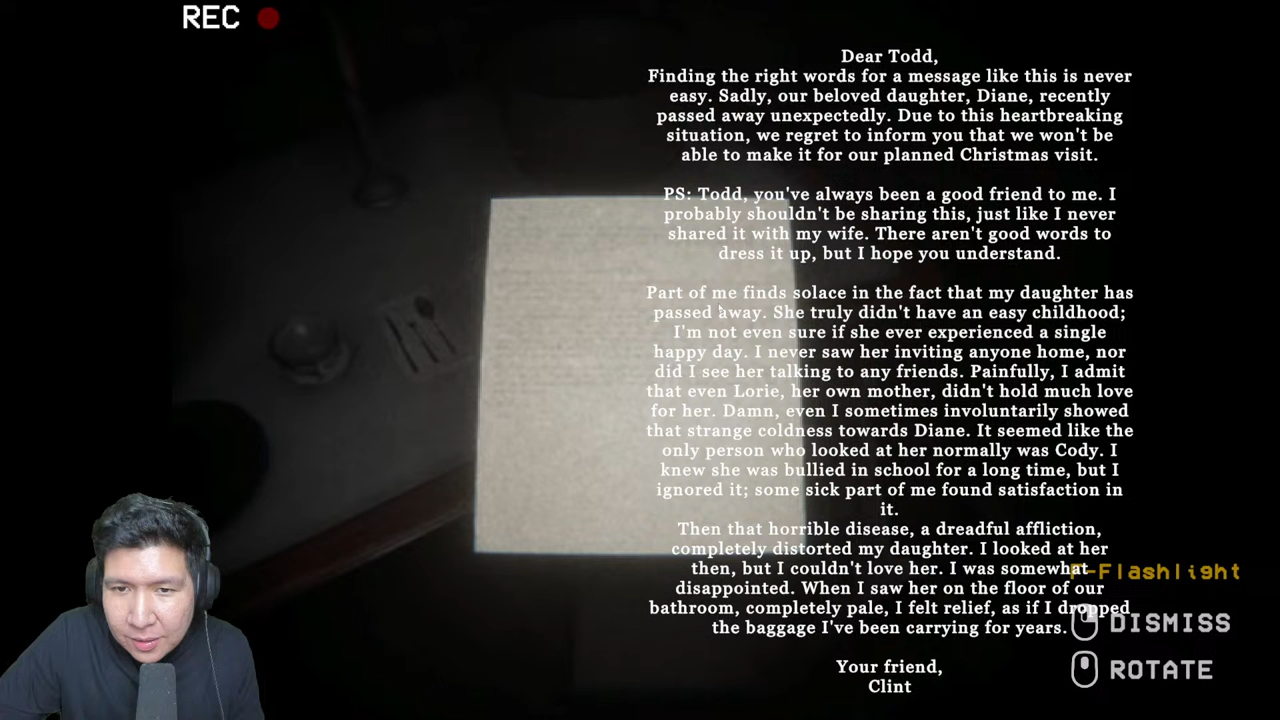 REC
Dear Todd,
Finding the right words for a message like this is never
easy. Sadly, our beloved daughter, Diane, recently
passed away unexpectedly. Due to this heartbreaking
situation, we regret to inform you that we won't be
able to make it for our planned Christmas visit.
PS: Todd, you've always been a good friend to me. I
probably shouldn't be sharing this, just like I never
shared it with my wife. There aren't good words to
dress it up, but I hope you understand.
Part of me finds solace in the fact that my daughter has
passed away. She truly didn't have an easy childhood;
I'm not even sure if she ever experienced a single
happy day. I never saw her inviting anyone home, nor
did I see her talking to any friends. Painfully, I admit
that even Lorie, her own mother, didn't hold much love
for her. Damn, even I sometimes involuntarily showed
that strange coldness towards Diane. It seemed like the
only person who looked at her normally was Cody. I
knew she was bullied in school for a long time, but I
ignored it; some sick part of me found satisfaction in
it.
Then that horrible disease, a dreadful affliction,
completely distorted my daughter. I looked at her
then, but I couldn't love her. I was somewhat
disappointed. When I saw her on the floor of our
bathroom, completely pale, I felt relief, as if I dropped
the baggage I've been carrying for years.
Your friend,
Clint
F-Flashlight
DISMISS
ROTATE